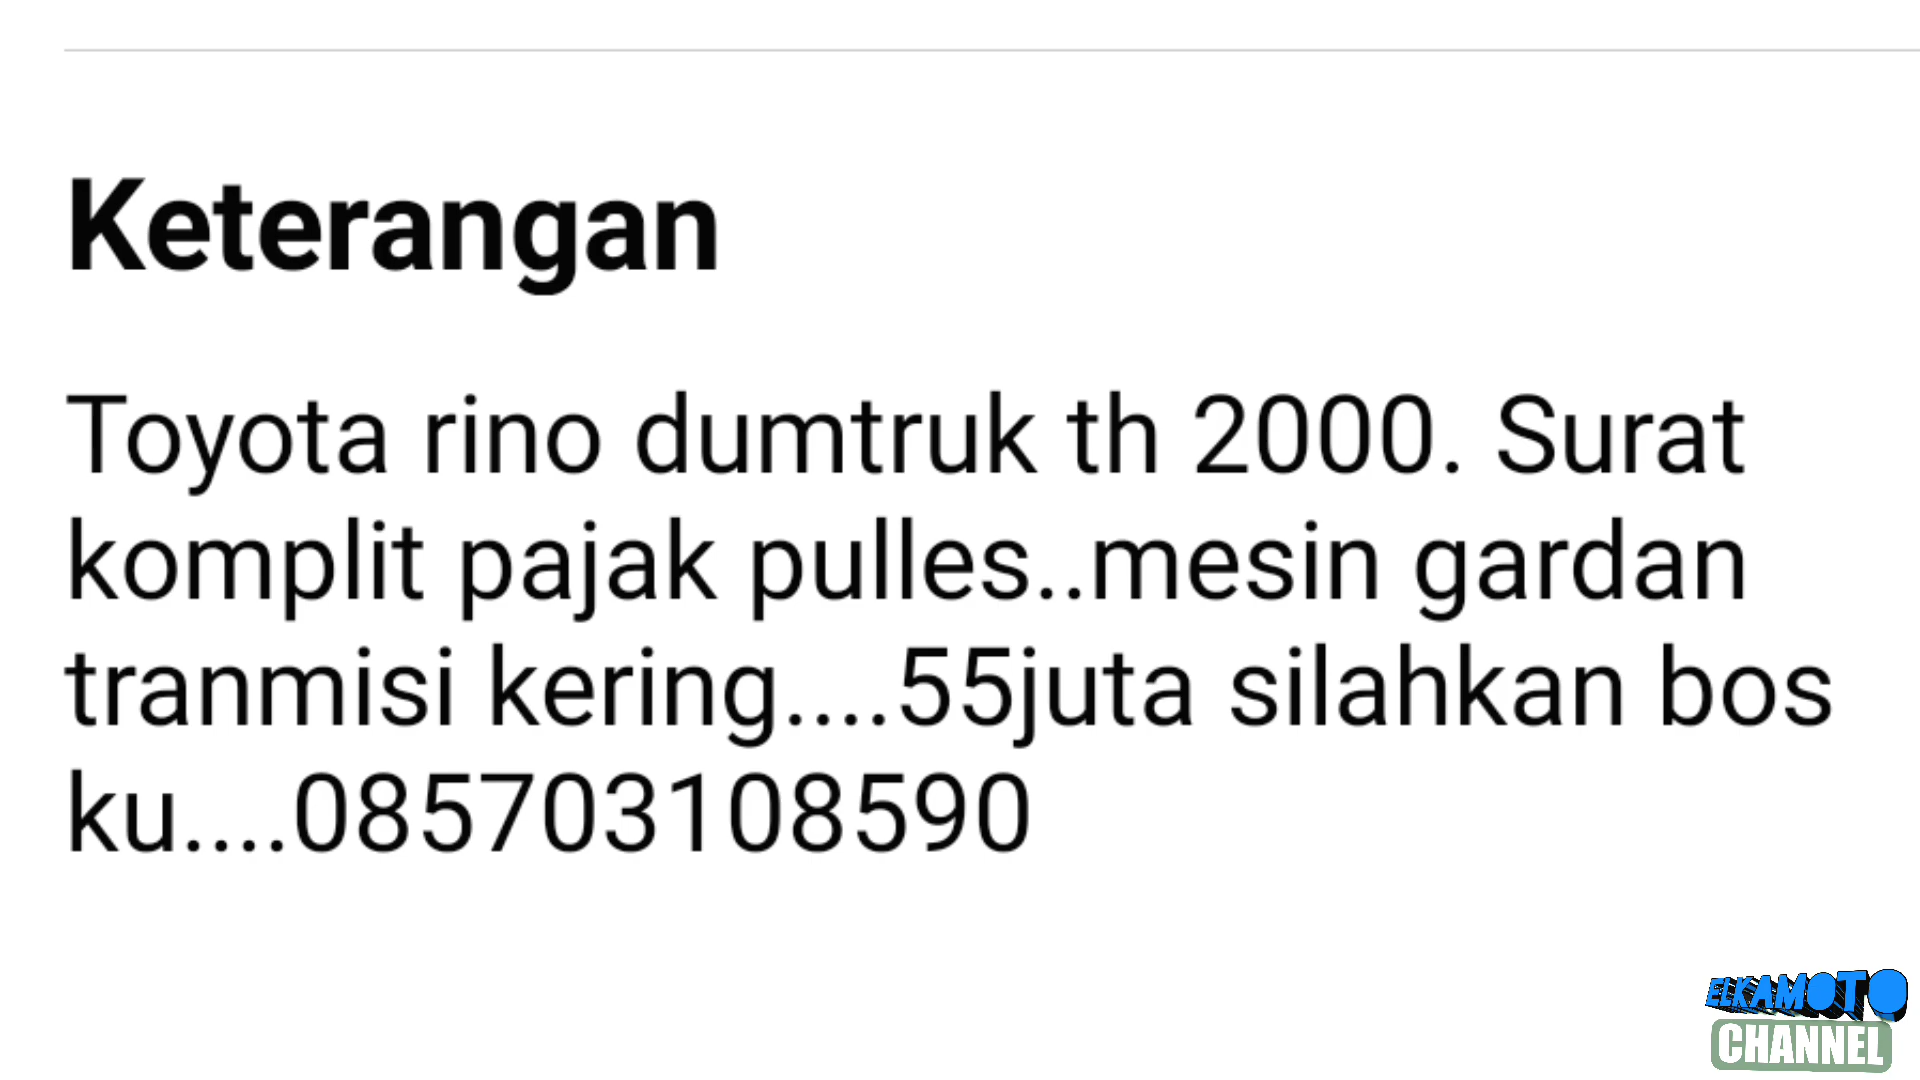 Keterangan
Toyota rino dumtruk th 2000. Surat
komplit pajak pulles..mesin gardan
tranmisi kering....55juta silahkan bos
ku....085703108590
ELKAMOTO
CHANNEL